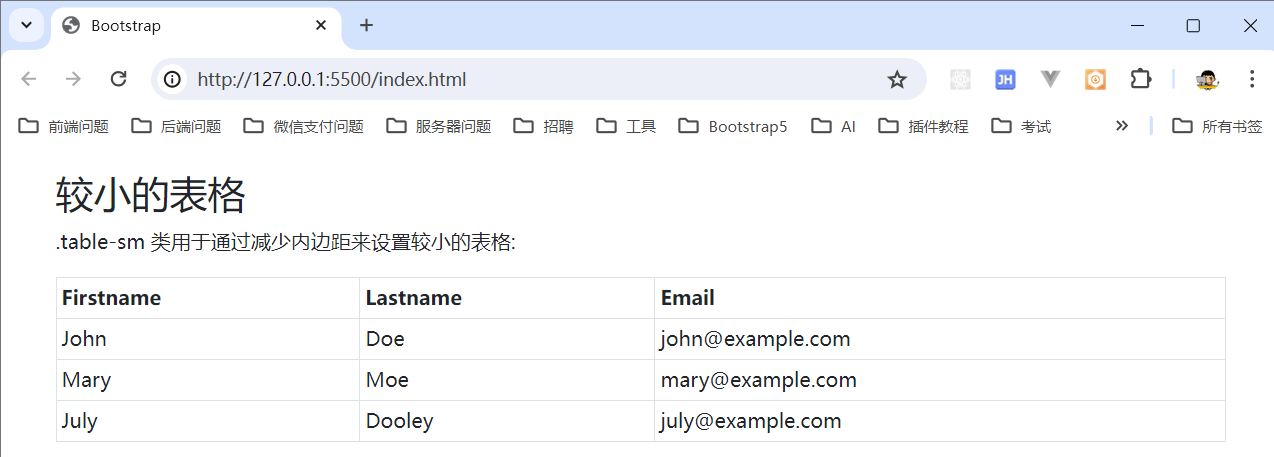 Bootstrap
http://127.0.0.1:5500/index.html
JH
前端问题 后端问题 微信支付问题 服务器问题 招聘 工具 Bootstrap5 AI 插件教程 考试 所有书签
较小的表格
.table-sm 类用于通过减少内边距来设置较小的表格:
Firstname Lastname Email
John Doe john@example.com
Mary Moe mary@example.com
July Dooley july@example.com